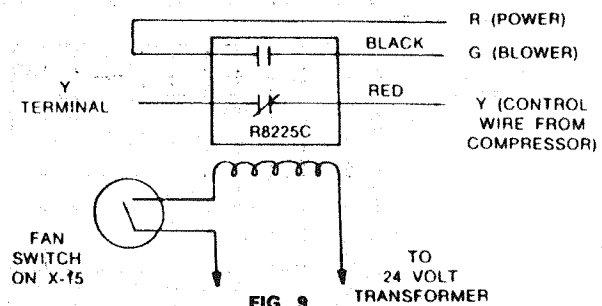 R (POWER)
BLACK
G (BLOWER)
Y
TERMINAL
RED
Y (CONTROL
WIRE FROM
COMPRESSOR)
R8225C
FAN
SWITCH
ON X-15
TO
24 VOLT
TRANSFORMER
FIG. 9